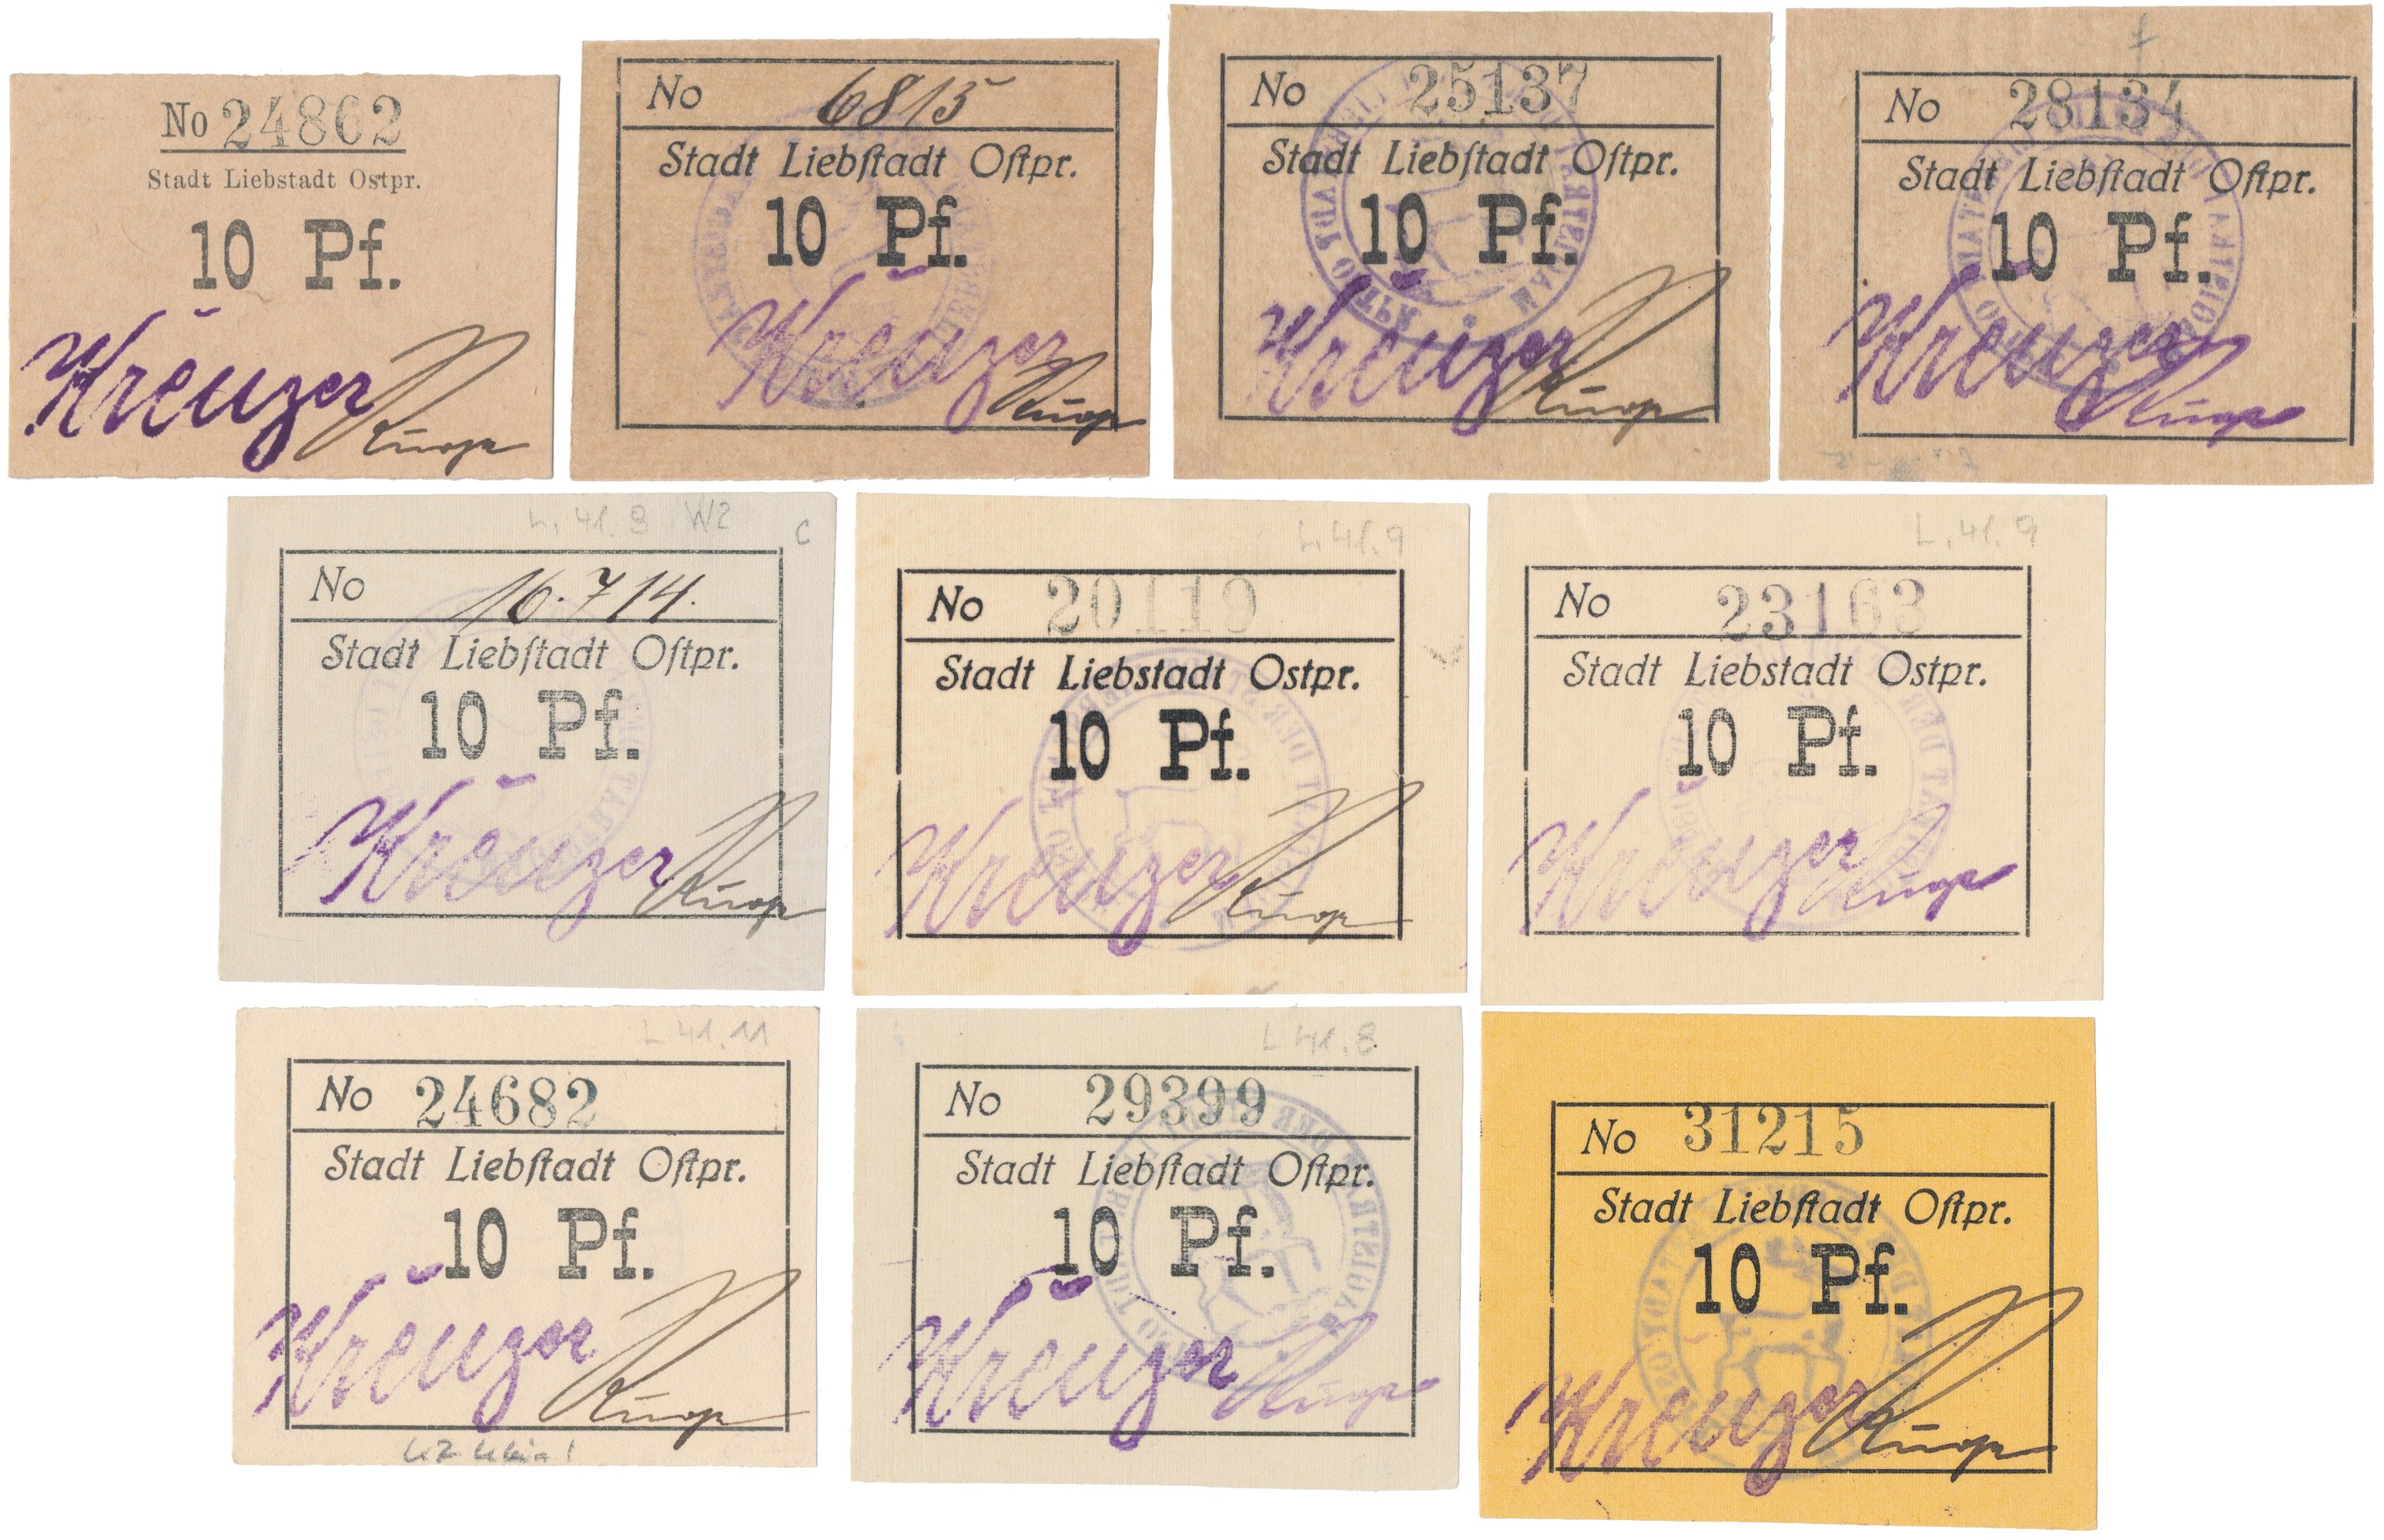 No 24862
Stadt Liebstadt Ostpr.
10 Pf.
Kreuzer
No 6815
Stadt Liebſtadt Oſtpr.
10 Pf.
Kreuzer
No 25137
Stadt Liebſtadt Oſtpr.
10 Pf.
Kreuzer
No 28134
Stadt Liebſtadt Oſtpr.
10 Pf.
Kreuzer
L. 41. 8 W2 C
No 16.714.
Stadt Liebſtadt Oſtpr.
10 Pf.
Kreuzer
L. 41. 9
No 20119
Stadt Liebstadt Ostpr.
10 Pf.
Kreuzer
L. 41. 9
No 23163
Stadt Liebstadt Ostpr.
10 Pf.
Kreuzer
L 41. 11
No 24682
Stadt Liebſtadt Oſtpr.
10 Pf.
Kreuzer
L 41. 8
No 29399
Stadt Liebſtadt Oſtpr.
10 Pf.
Kreuzer
No 31215
Stadt Liebſtadt Oſtpr.
10 Pf.
Kreuzer